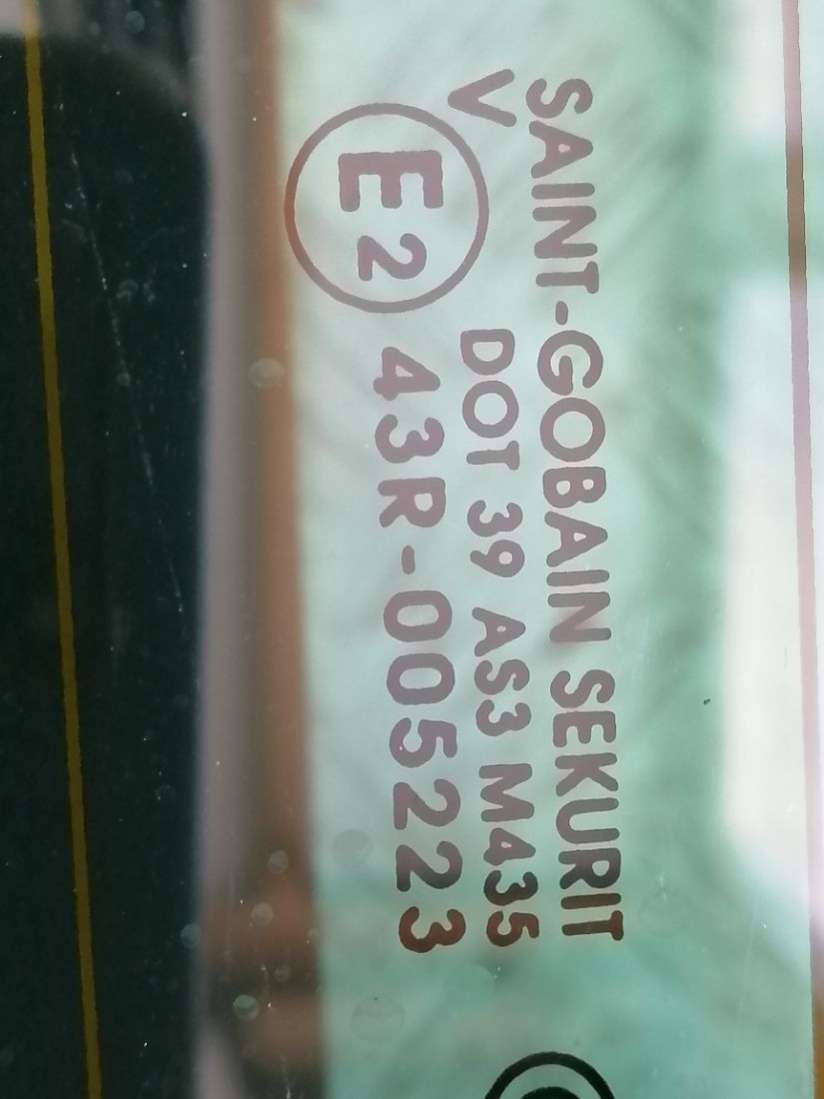 SAINT-GOBAIN SEKURIT
V DOT 39 AS3 M435
E2 43R-005223